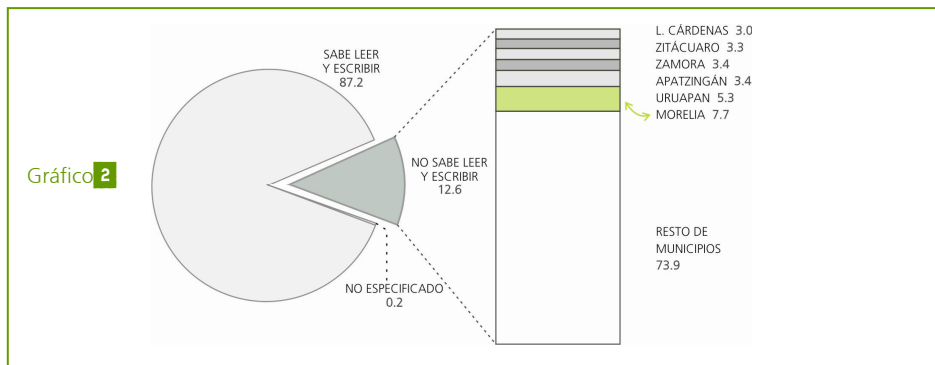 Gráfico 2
SABE LEER
Y ESCRIBIR
87.2
NO SABE LEER
Y ESCRIBIR
12.6
NO ESPECIFICADO
0.2
L. CÁRDENAS 3.0
ZITÁCUARO 3.3
ZAMORA 3.4
APATZINGÁN 3.4
URUAPAN 5.3
MORELIA 7.7
RESTO DE
MUNICIPIOS
73.9